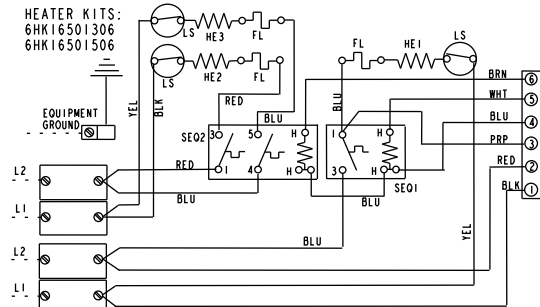 HEATER KITS:
6HK16501306
6HK16501506
LS
HE3
FL
LS
HE2
FL
FL
HE1
LS
YEL
BLK
RED
BLU
BLU
BRN
6
WHT
5
BLU
4
PRP
3
RED
2
BLK
1
EQUIPMENT
GROUND
SEQ2
3
5
H
1
H
L2
RED
1
4
H
3
H
SEQ1
BLU
BLU
L1
YEL
BLU
L2
L1